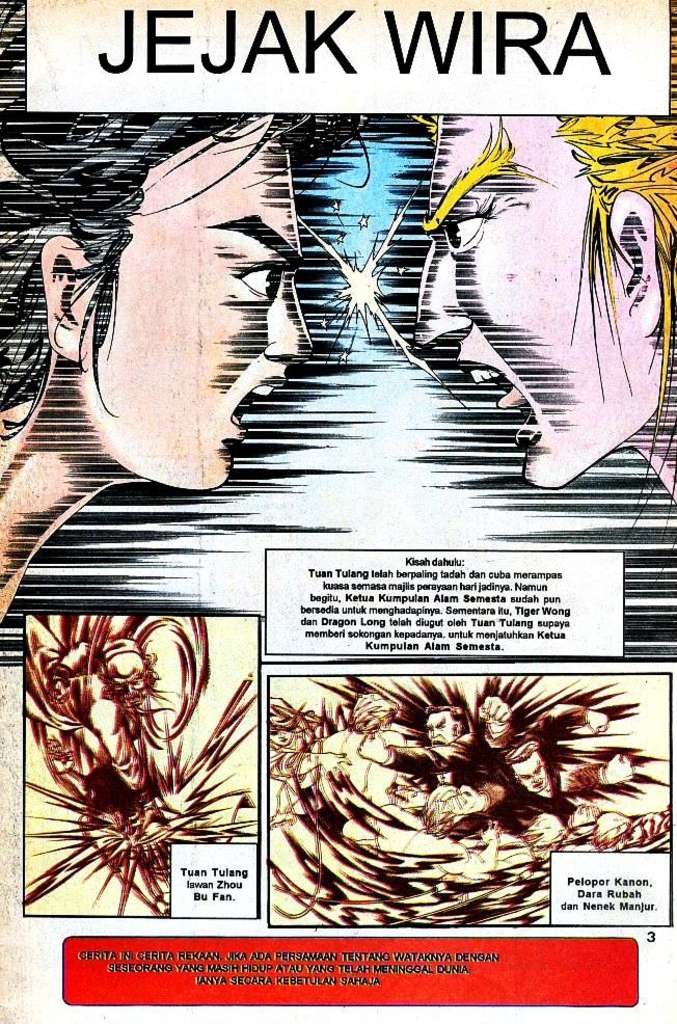 JEJAK WIRA
Kisah dahulu:
Tuan Tulang telah berpaling tadah dan cuba merampas
kuasa semasa majlis perayaan hari jadinya. Namun
begitu, Ketua Kumpulan Alam Semesta sudah pun
bersedia untuk menghadapinya. Sementara itu, Tiger Wong
dan Dragon Long telah diugut oleh Tuan Tulang supaya
memberi sokongan kepadanya, untuk menjatuhkan Ketua
Kumpulan Alam Semesta.
Tuan Tulang
lawan Zhou
Bu Fan.
Pelopor Kanon,
Dara Rubah
dan Nenek Manjur.
3
CERITA INI CERITA REKAAN. JIKA ADA PERSAMAAN TENTANG WATAKNYA DENGAN
SESEORANG YANG MASIH HIDUP ATAU YANG TELAH MENINGGAL DUNIA,
IANYA SECARA KEBETULAN SAHAJA